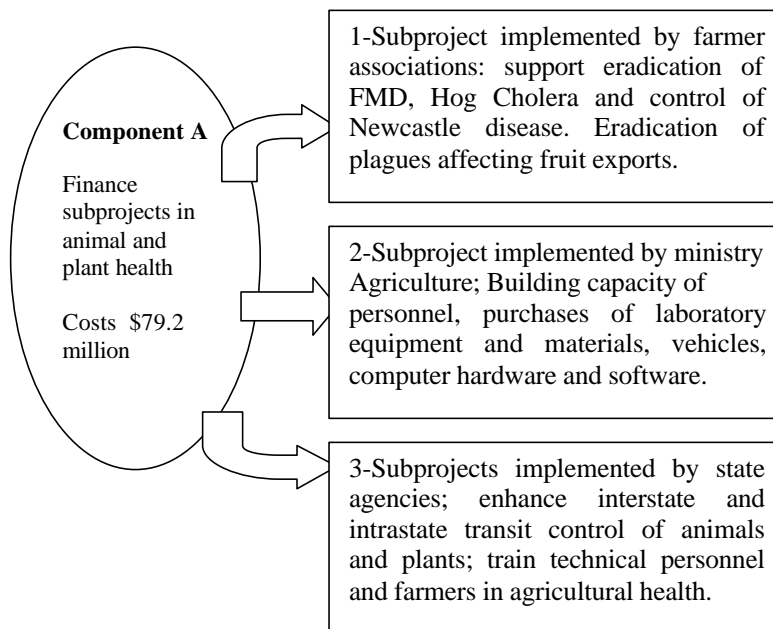 Component A
Finance
subprojects in
animal and
plant health
Costs $79.2
million
1-Subproject implemented by farmer
associations: support eradication of
FMD, Hog Cholera and control of
Newcastle disease. Eradication of
plagues affecting fruit exports.
2-Subproject implemented by ministry
Agriculture; Building capacity of
personnel, purchases of laboratory
equipment and materials, vehicles,
computer hardware and software.
3-Subprojects implemented by state
agencies; enhance interstate and
intrastate transit control of animals
and plants; train technical personnel
and farmers in agricultural health.